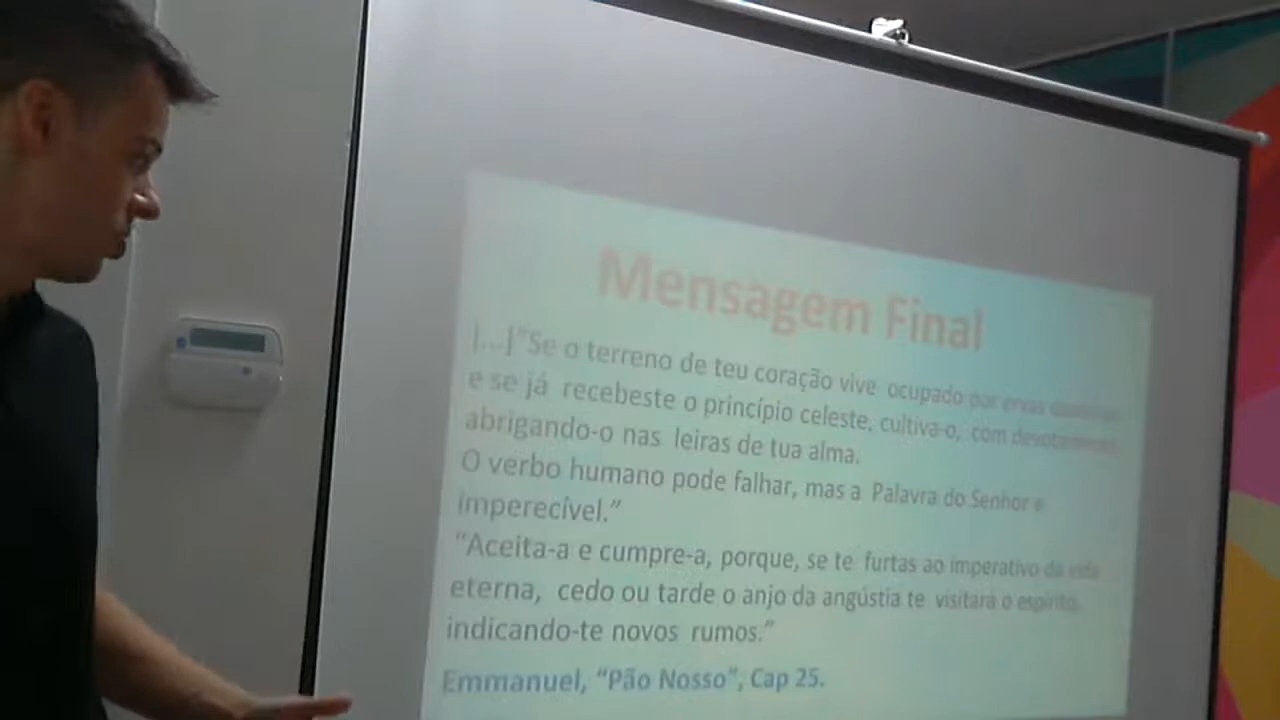 Mensagem Final
[...]"Se o terreno de teu coração vive ocupado por ervas
e se já recebeste o princípio celeste, cultiva-o, com devotamento,
abrigando-o nas leiras de tua alma.
O verbo humano pode falhar, mas a Palavra do Senhor e
imperecível."
"Aceita-a e cumpre-a, porque, se te furtas ao imperativo da vida
eterna, cedo ou tarde o anjo da angústia te visitara o espírito,
indicando-te novos rumos."
Emmanuel, "Pão Nosso", Cap 25.